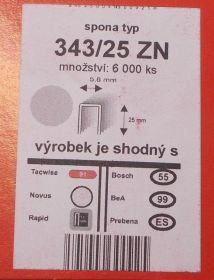 spona typ
343/25 ZN
množství: 6 000 ks
5.8 mm
25 mm
výrobek je shodný s
Tacwise 91 Bosch 55
Novus BeA 99
Rapid Prebena ES